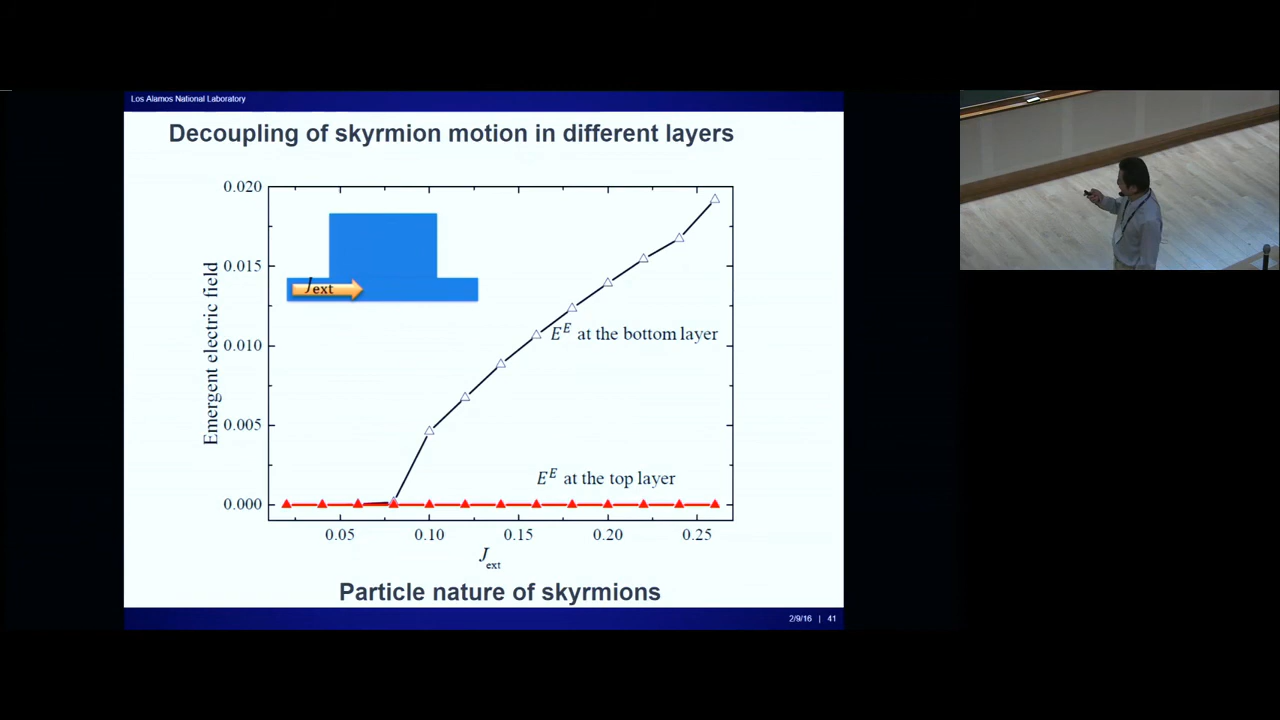 Los Alamos National Laboratory
Decoupling of skyrmion motion in different layers
0.020
0.015
0.010
0.005
0.000
Emergent electric field
J_ext
E^E at the bottom layer
E^E at the top layer
0.05 0.10 0.15 0.20 0.25
J_ext
Particle nature of skyrmions
2/9/16 | 41